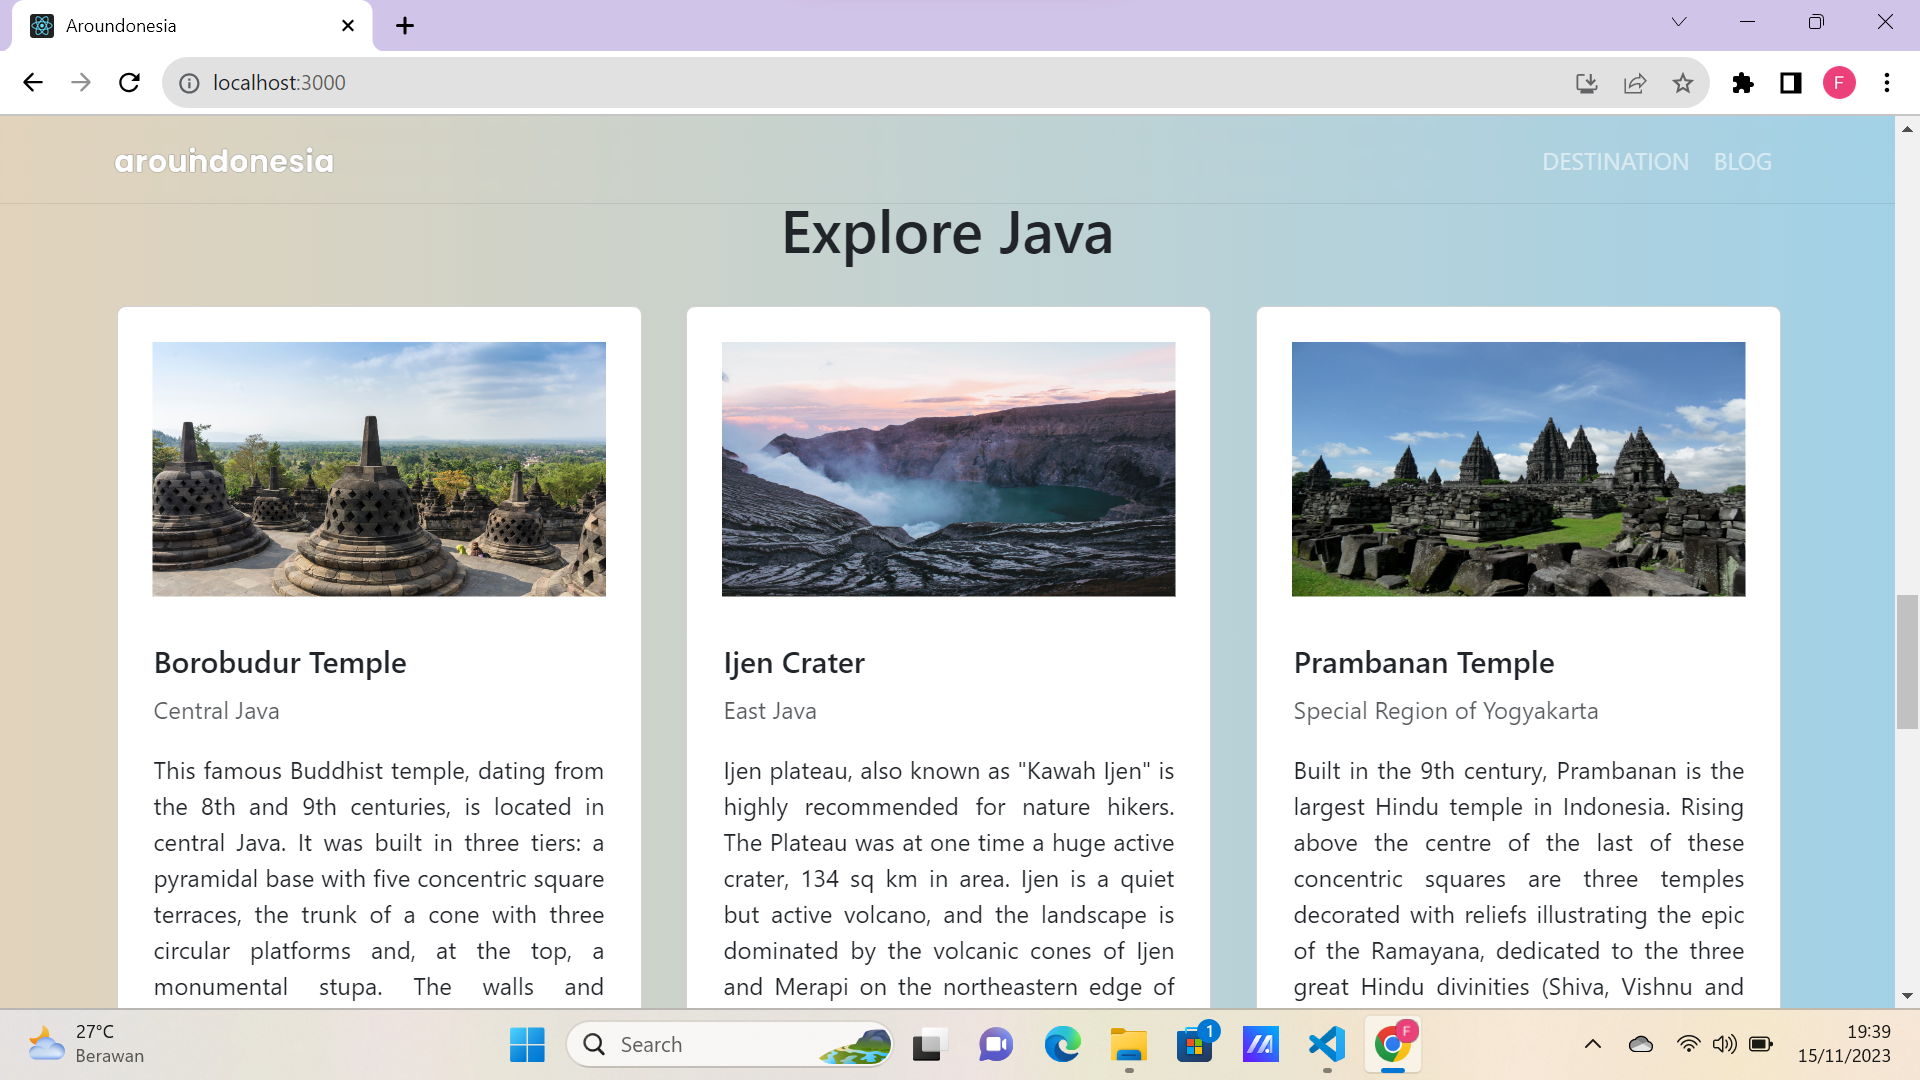 Aroundonesia
localhost:3000
F
aroundonesia
DESTINATION BLOG
Explore Java
Borobudur Temple
Central Java
This famous Buddhist temple, dating from
the 8th and 9th centuries, is located in
central Java. It was built in three tiers: a
pyramidal base with five concentric square
terraces, the trunk of a cone with three
circular platforms and, at the top, a
monumental stupa. The walls and
Ijen Crater
East Java
Ijen plateau, also known as "Kawah Ijen" is
highly recommended for nature hikers.
The Plateau was at one time a huge active
crater, 134 sq km in area. Ijen is a quiet
but active volcano, and the landscape is
dominated by the volcanic cones of Ijen
and Merapi on the northeastern edge of
Prambanan Temple
Special Region of Yogyakarta
Built in the 9th century, Prambanan is the
largest Hindu temple in Indonesia. Rising
above the centre of the last of these
concentric squares are three temples
decorated with reliefs illustrating the epic
of the Ramayana, dedicated to the three
great Hindu divinities (Shiva, Vishnu and
27°C
Berawan
Search
1
F
19:39
15/11/2023